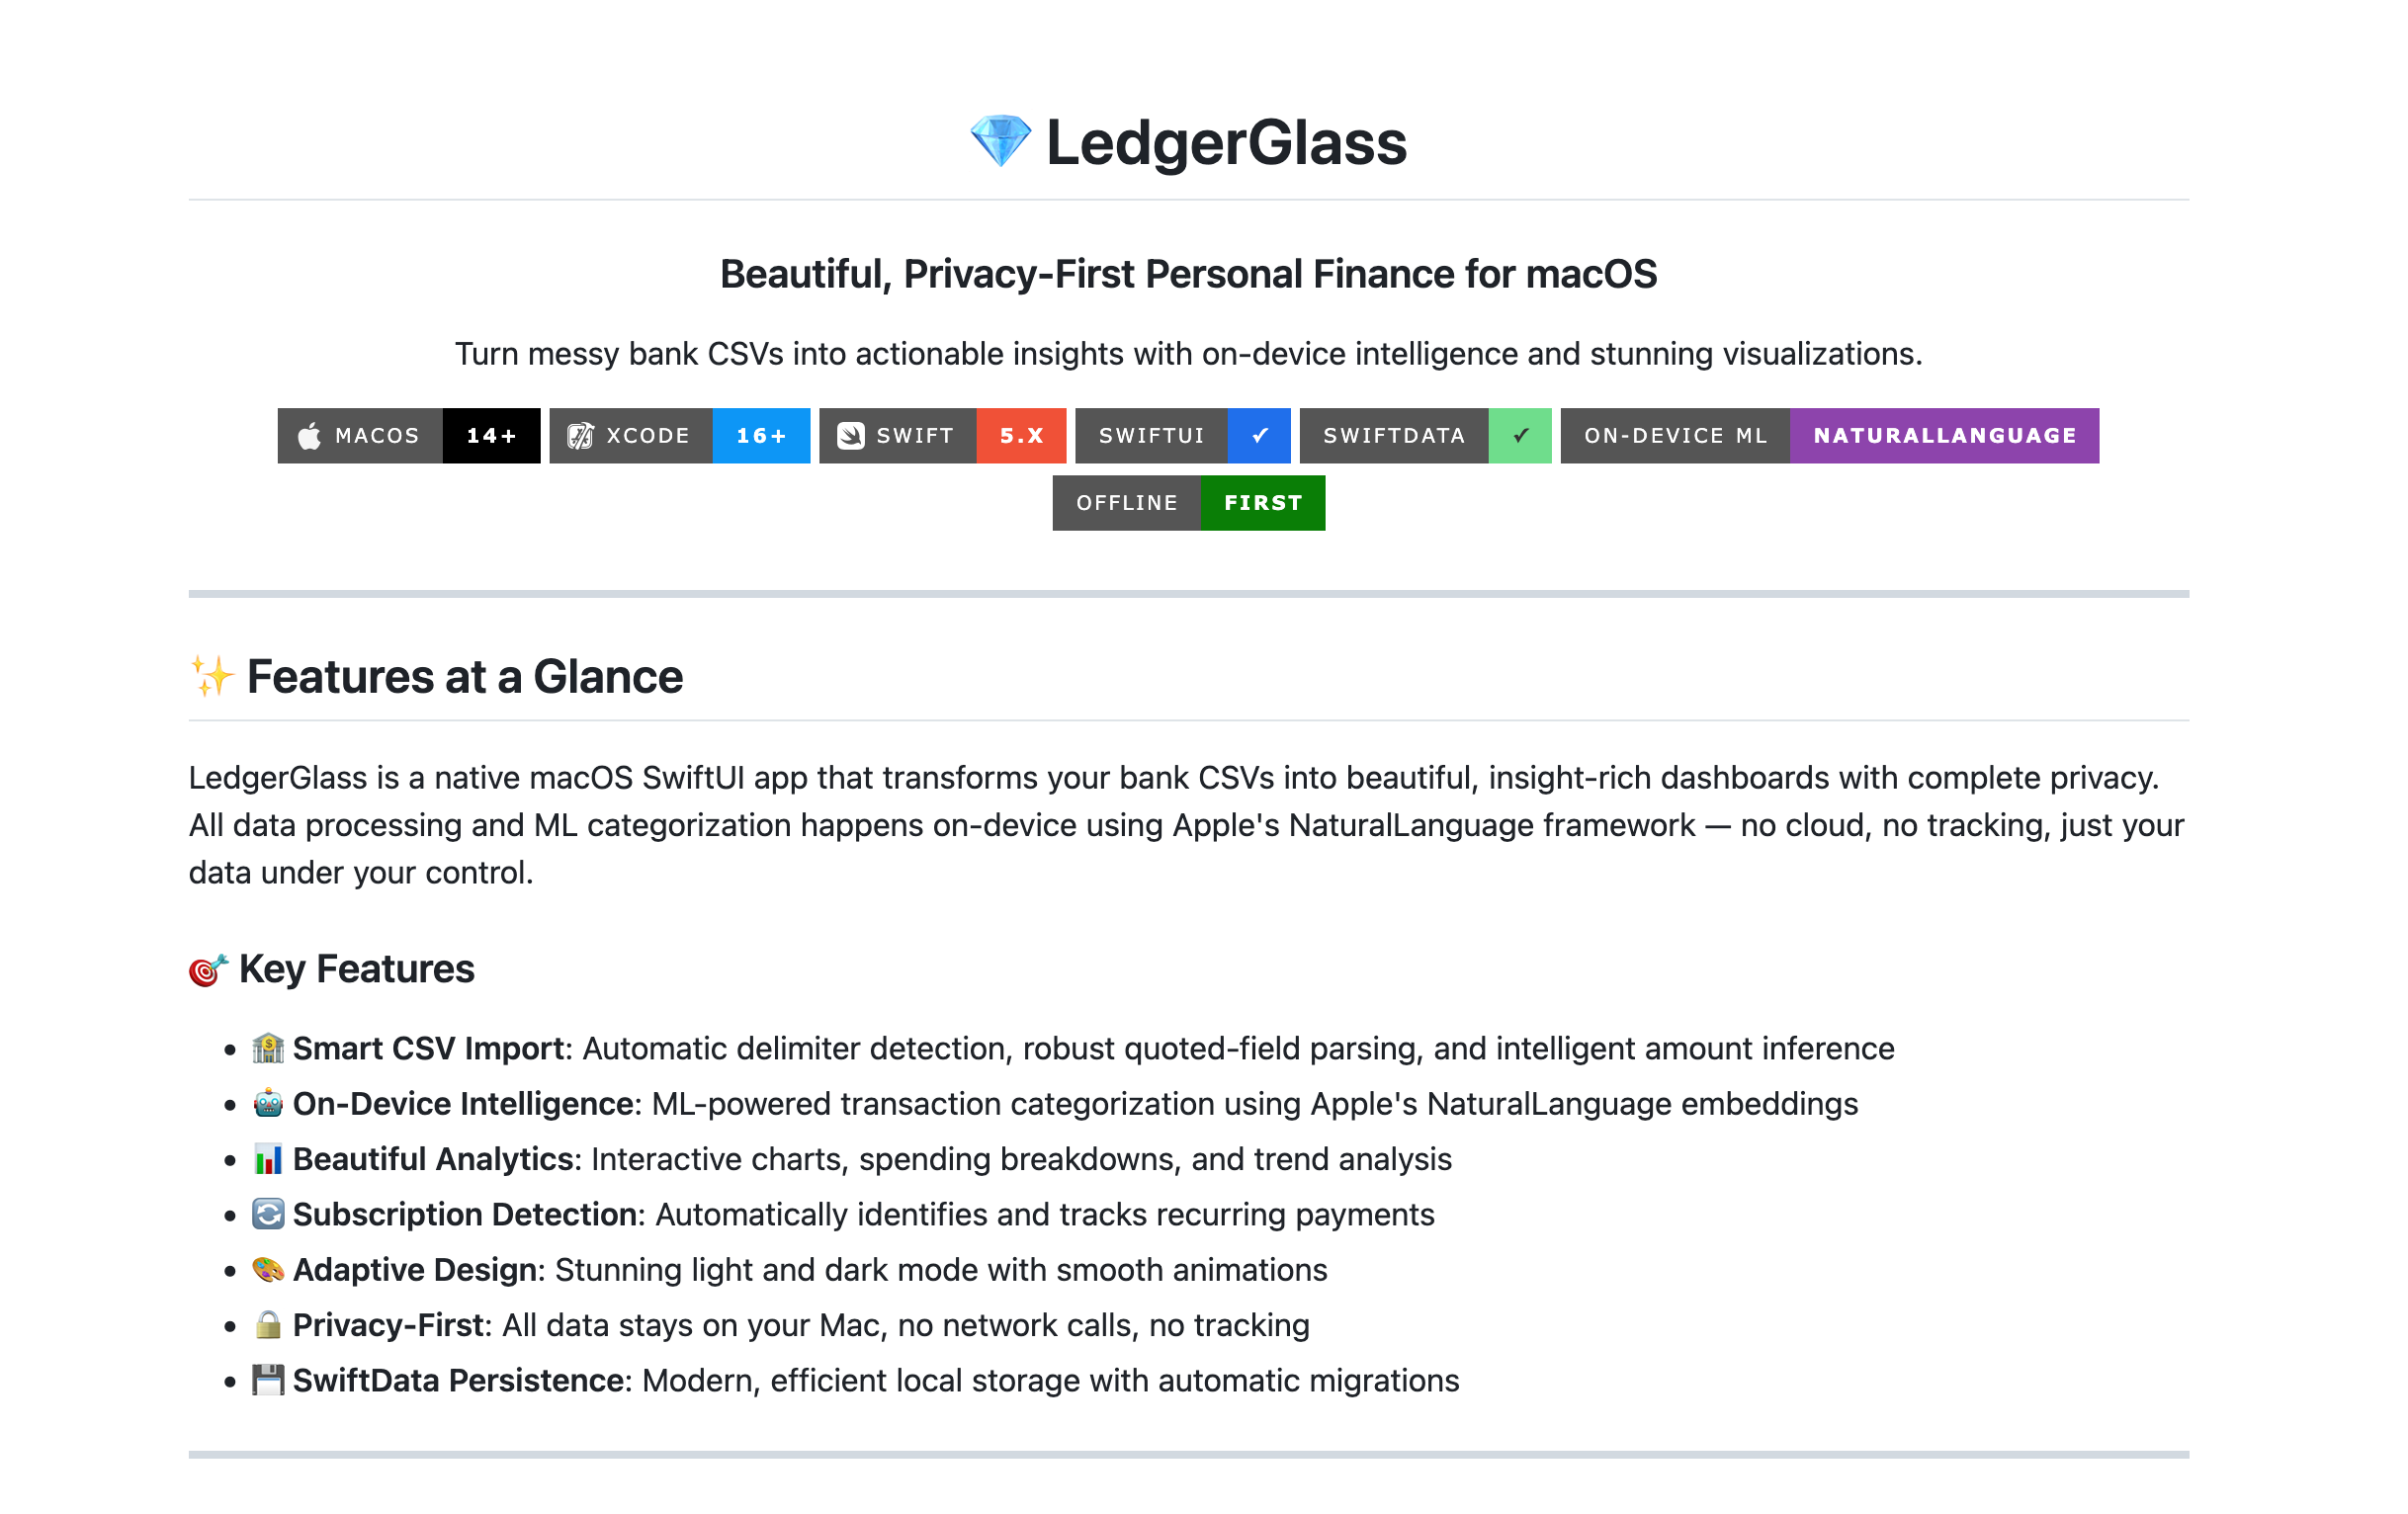 💎 LedgerGlass
Beautiful, Privacy-First Personal Finance for macOS
Turn messy bank CSVs into actionable insights with on-device intelligence and stunning visualizations.
MACOS 14+ XCODE 16+ SWIFT 5.X SWIFTUI ✓ SWIFTDATA ✓ ON-DEVICE ML NATURALLANGUAGE
OFFLINE FIRST
✨ Features at a Glance
LedgerGlass is a native macOS SwiftUI app that transforms your bank CSVs into beautiful, insight-rich dashboards with complete privacy.
All data processing and ML categorization happens on-device using Apple's NaturalLanguage framework — no cloud, no tracking, just your
data under your control.
🎯 Key Features
• 🏦 Smart CSV Import: Automatic delimiter detection, robust quoted-field parsing, and intelligent amount inference
• 🤖 On-Device Intelligence: ML-powered transaction categorization using Apple's NaturalLanguage embeddings
• 📊 Beautiful Analytics: Interactive charts, spending breakdowns, and trend analysis
• 🔄 Subscription Detection: Automatically identifies and tracks recurring payments
• 🎨 Adaptive Design: Stunning light and dark mode with smooth animations
• 🔒 Privacy-First: All data stays on your Mac, no network calls, no tracking
• 💾 SwiftData Persistence: Modern, efficient local storage with automatic migrations